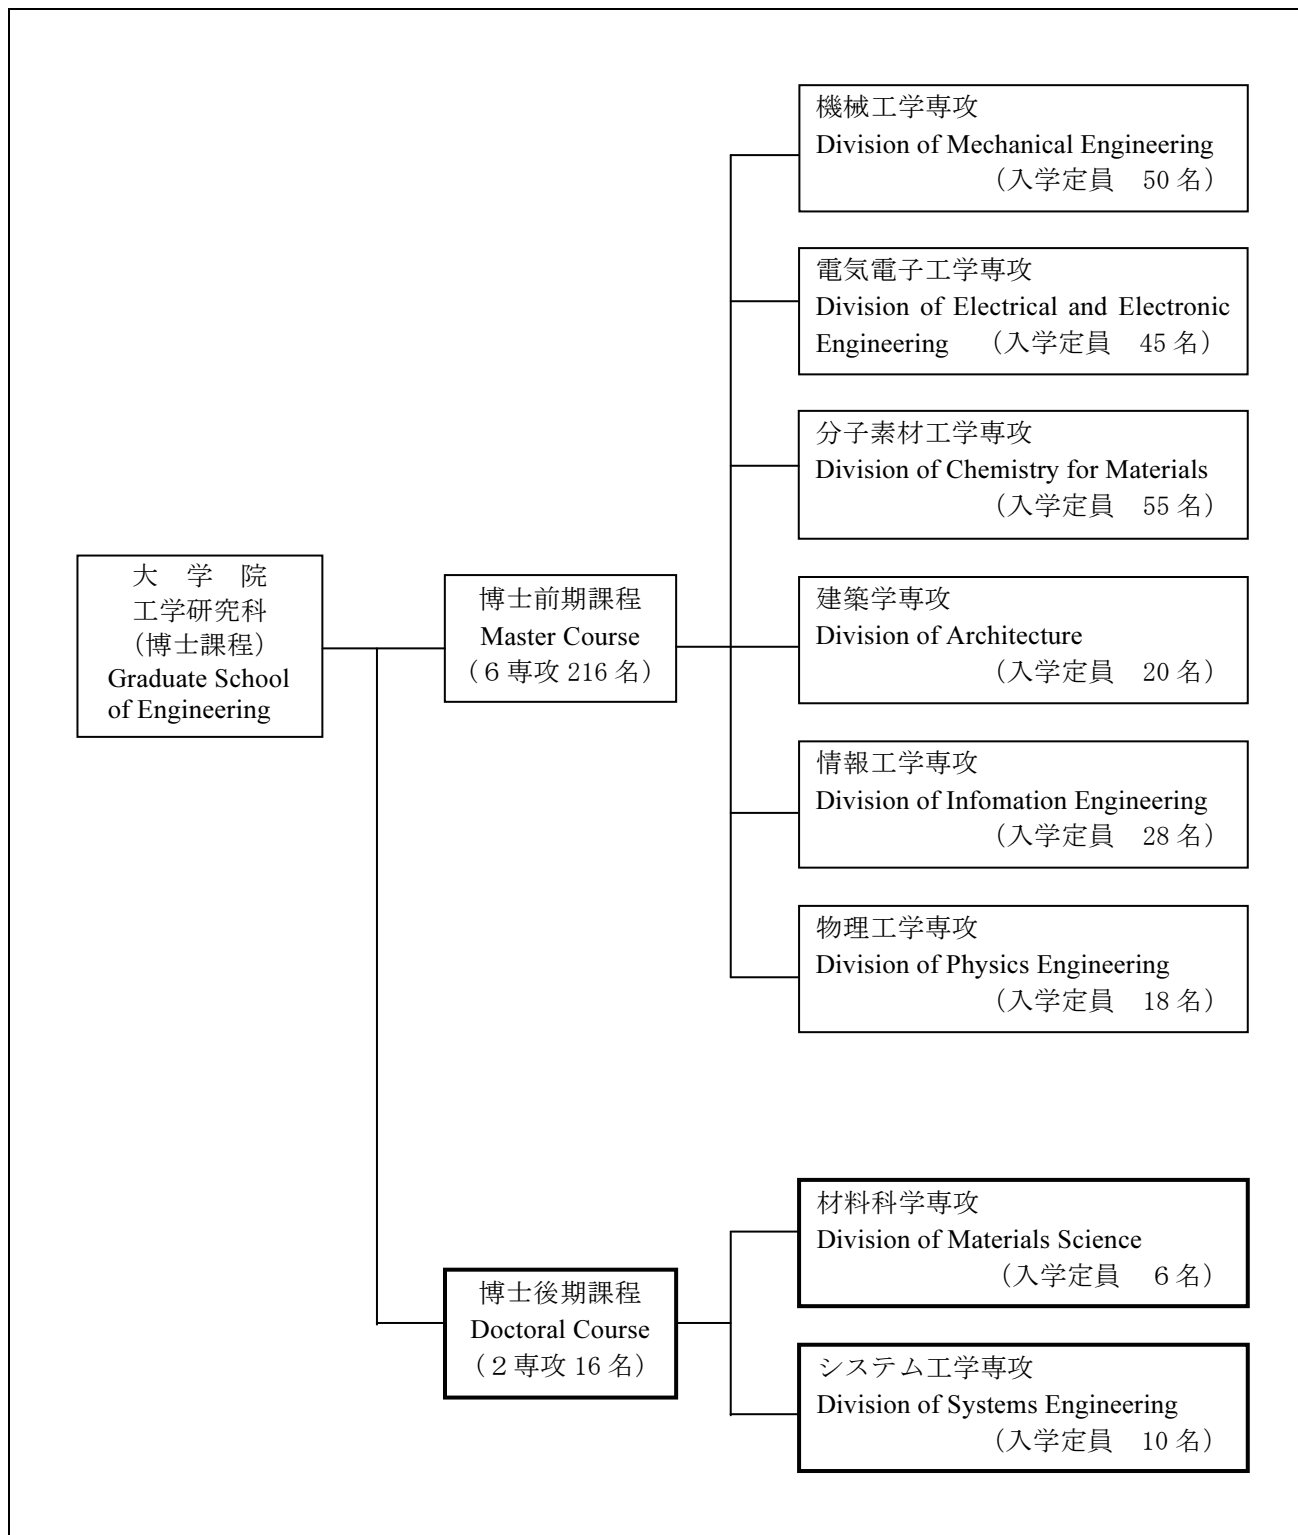 大　学　院
工学研究科
（博士課程）
Graduate School
of Engineering
博士前期課程
Master Course
（６専攻 216 名）
機械工学専攻
Division of Mechanical Engineering
（入学定員　50 名）
電気電子工学専攻
Division of Electrical and Electronic
Engineering　（入学定員　45 名）
分子素材工学専攻
Division of Chemistry for Materials
（入学定員　55 名）
建築学専攻
Division of Architecture
（入学定員　20 名）
情報工学専攻
Division of Infomation Engineering
（入学定員　28 名）
物理工学専攻
Division of Physics Engineering
（入学定員　18 名）
博士後期課程
Doctoral Course
（２専攻 16 名）
材料科学専攻
Division of Materials Science
（入学定員　６名）
システム工学専攻
Division of Systems Engineering
（入学定員　10 名）